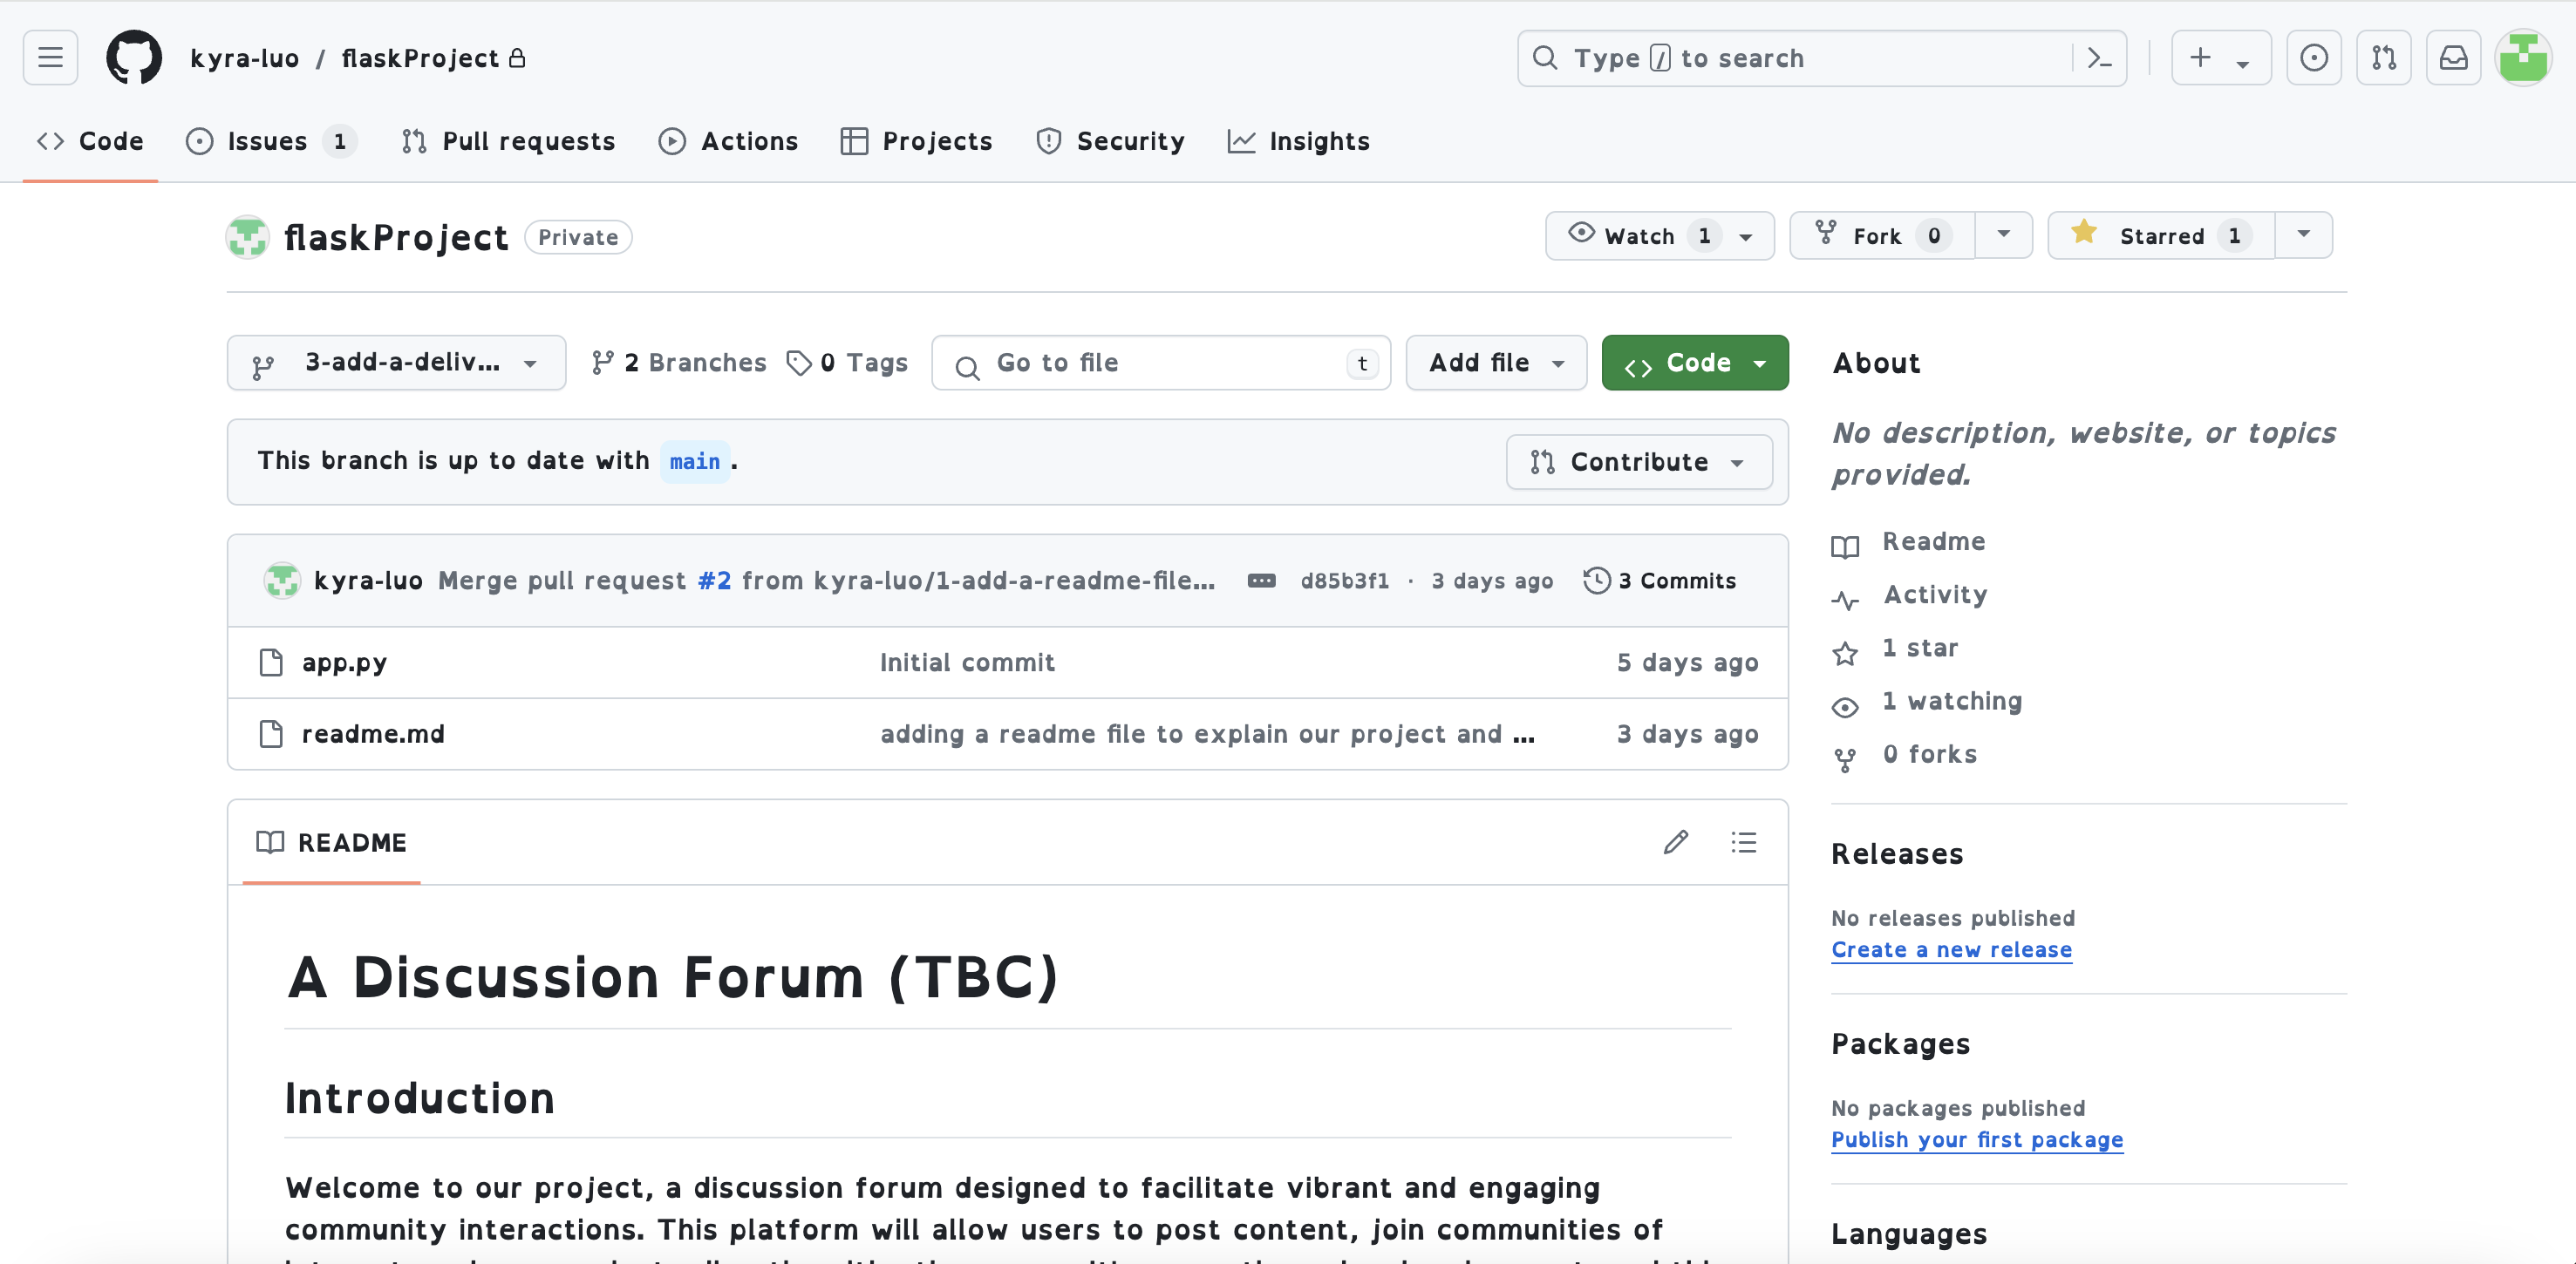 kyra-luo / flaskProject
Type / to search
Code Issues 1 Pull requests Actions Projects Security Insights
flaskProject Private
Watch 1 Fork 0 Starred 1
3-add-a-deliv... 2 Branches 0 Tags Go to file t Add file Code
This branch is up to date with main .
Contribute
kyra-luo Merge pull request #2 from kyra-luo/1-add-a-readme-file... d85b3f1 · 3 days ago 3 Commits
app.py Initial commit 5 days ago
readme.md adding a readme file to explain our project and ... 3 days ago
README
A Discussion Forum (TBC)
Introduction
Welcome to our project, a discussion forum designed to facilitate vibrant and engaging
community interactions. This platform will allow users to post content, join communities of
About
No description, website, or topics
provided.
Readme
Activity
1 star
1 watching
0 forks
Releases
No releases published
Create a new release
Packages
No packages published
Publish your first package
Languages